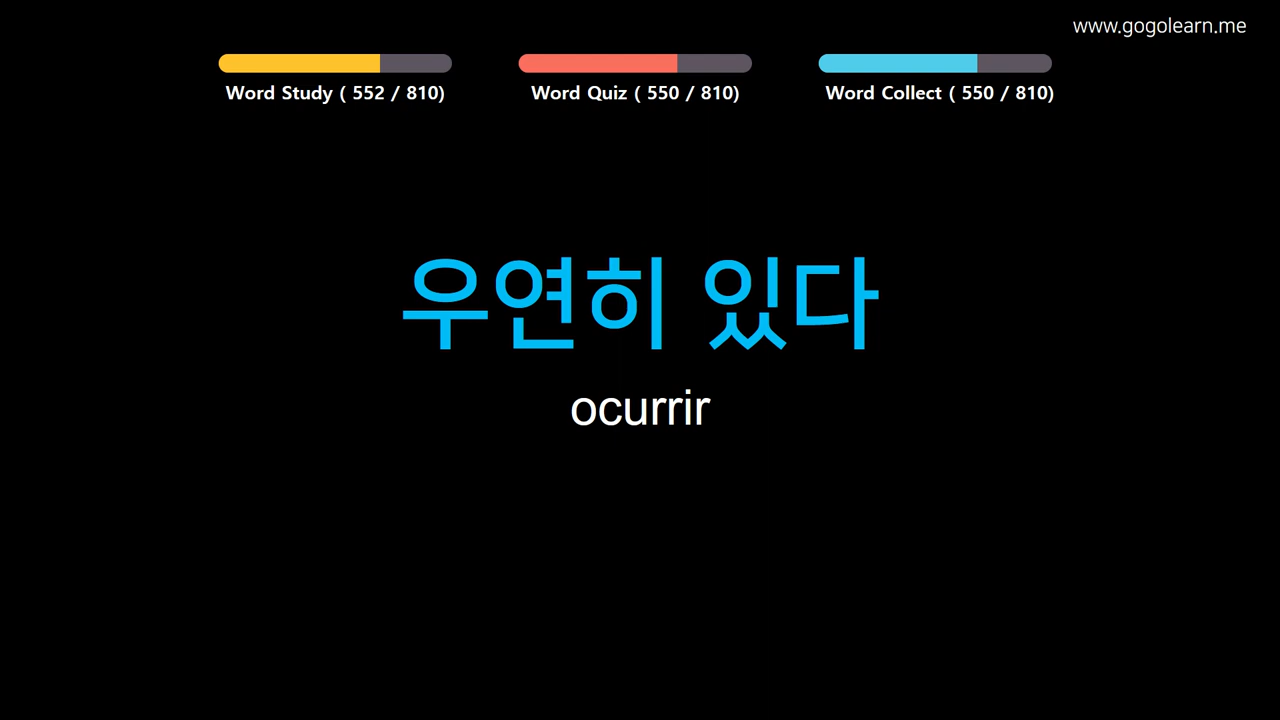 www.gogolearn.me
Word Study ( 552 / 810)
Word Quiz ( 550 / 810)
Word Collect ( 550 / 810)
우연히 있다
ocurrir